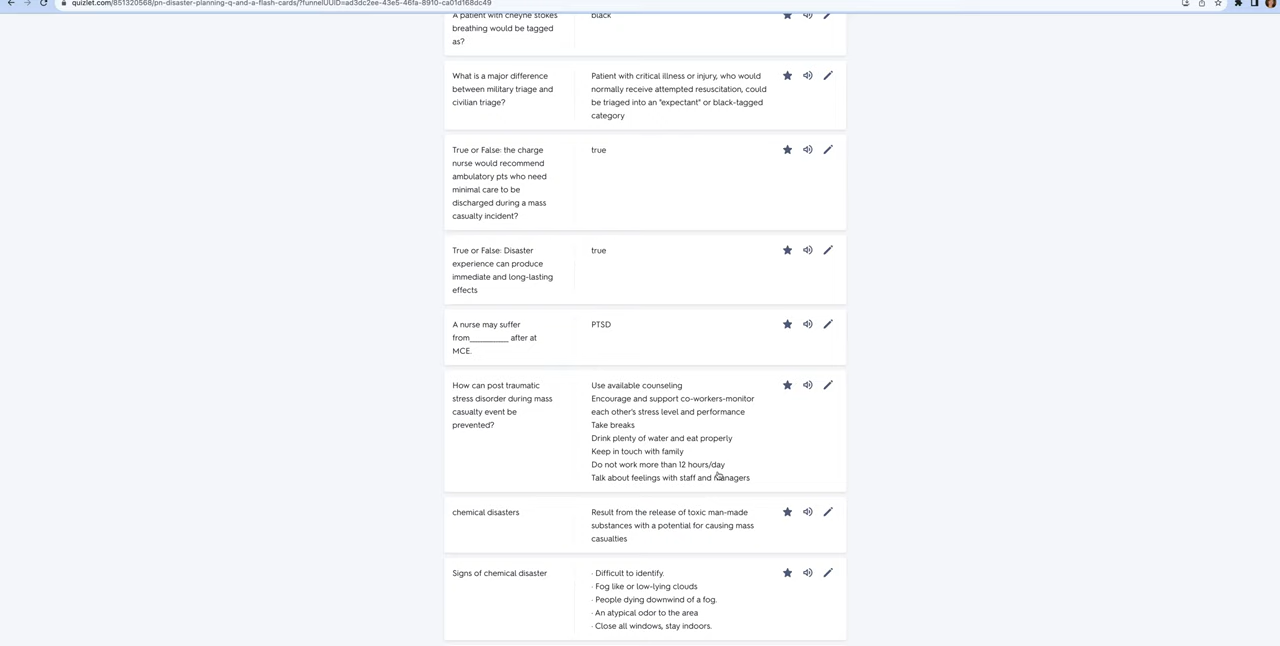 quizlet.com/851320568/pn-disaster-planning-q-and-a-flash-cards/?funnelUUID=ad3dc2ee-43e5-46fa-8910-ca01d168dc49
A patient with cheyne stokes
breathing would be tagged
as?
black
What is a major difference
between military triage and
civilian triage?
Patient with critical illness or injury, who would
normally receive attempted resuscitation, could
be triaged into an "expectant" or black-tagged
category
True or False: the charge
nurse would recommend
ambulatory pts who need
minimal care to be
discharged during a mass
casualty incident?
true
True or False: Disaster
experience can produce
immediate and long-lasting
effects
true
A nurse may suffer
from_________ after at
MCE.
PTSD
How can post traumatic
stress disorder during mass
casualty event be
prevented?
Use available counseling
Encourage and support co-workers-monitor
each other's stress level and performance
Take breaks
Drink plenty of water and eat properly
Keep in touch with family
Do not work more than 12 hours/day
Talk about feelings with staff and managers
chemical disasters
Result from the release of toxic man-made
substances with a potential for causing mass
casualties
Signs of chemical disaster
· Difficult to identify.
· Fog like or low-lying clouds
· People dying downwind of a fog.
· An atypical odor to the area
· Close all windows, stay indoors.